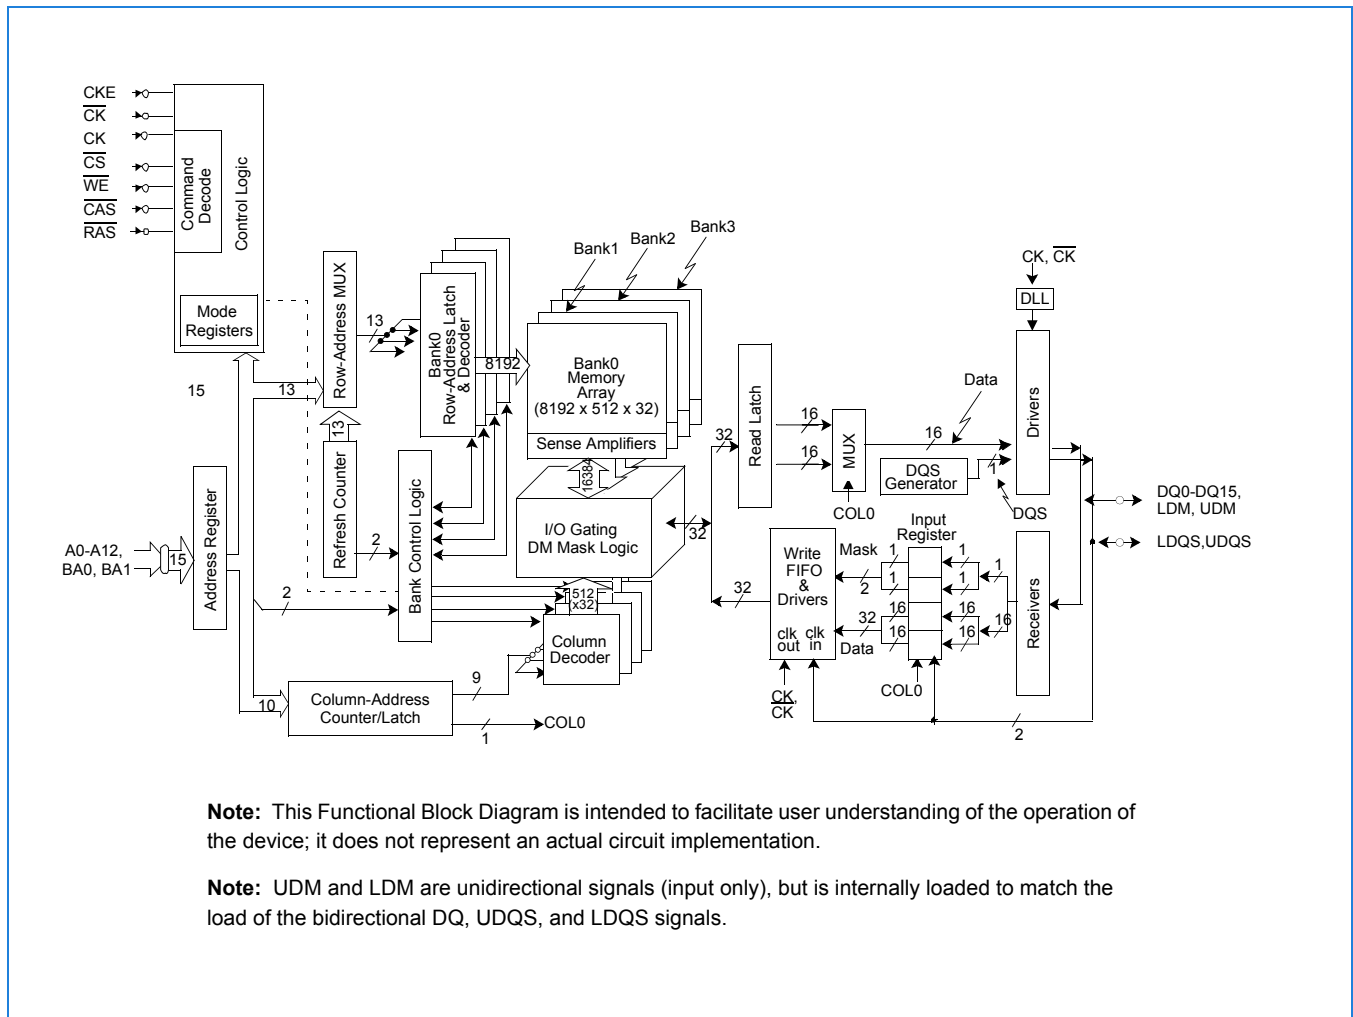 CKE
CK
CK
CS
WE
CAS
RAS
Command
Decode
Control Logic
Mode
Registers
15
13
Row-Address MUX
13
Refresh Counter
13
Bank0
Row-Address Latch
& Decoder
8192
Bank1
Bank2
Bank3
Bank0
Memory
Array
(8192 x 512 x 32)
Sense Amplifiers
16384
I/O Gating
DM Mask Logic
32
A0-A12,
BA0, BA1
15
Address Register
2
2
Bank Control Logic
512
(x32)
Column
Decoder
10
Column-Address
Counter/Latch
9
1
COL0
32
Read Latch
16
16
MUX
COL0
16
Data
DQS
Generator
1
DQS
CK, CK
DLL
Drivers
DQ0-DQ15,
LDM, UDM
LDQS,UDQS
32
Write
FIFO
&
Drivers
clk
out
clk
in
CK,
CK
Mask
2
32
Data
Input
Register
1
1
16
16
1
1
16
16
1
16
COL0
Receivers
2
Note: This Functional Block Diagram is intended to facilitate user understanding of the operation of
the device; it does not represent an actual circuit implementation.
Note: UDM and LDM are unidirectional signals (input only), but is internally loaded to match the
load of the bidirectional DQ, UDQS, and LDQS signals.